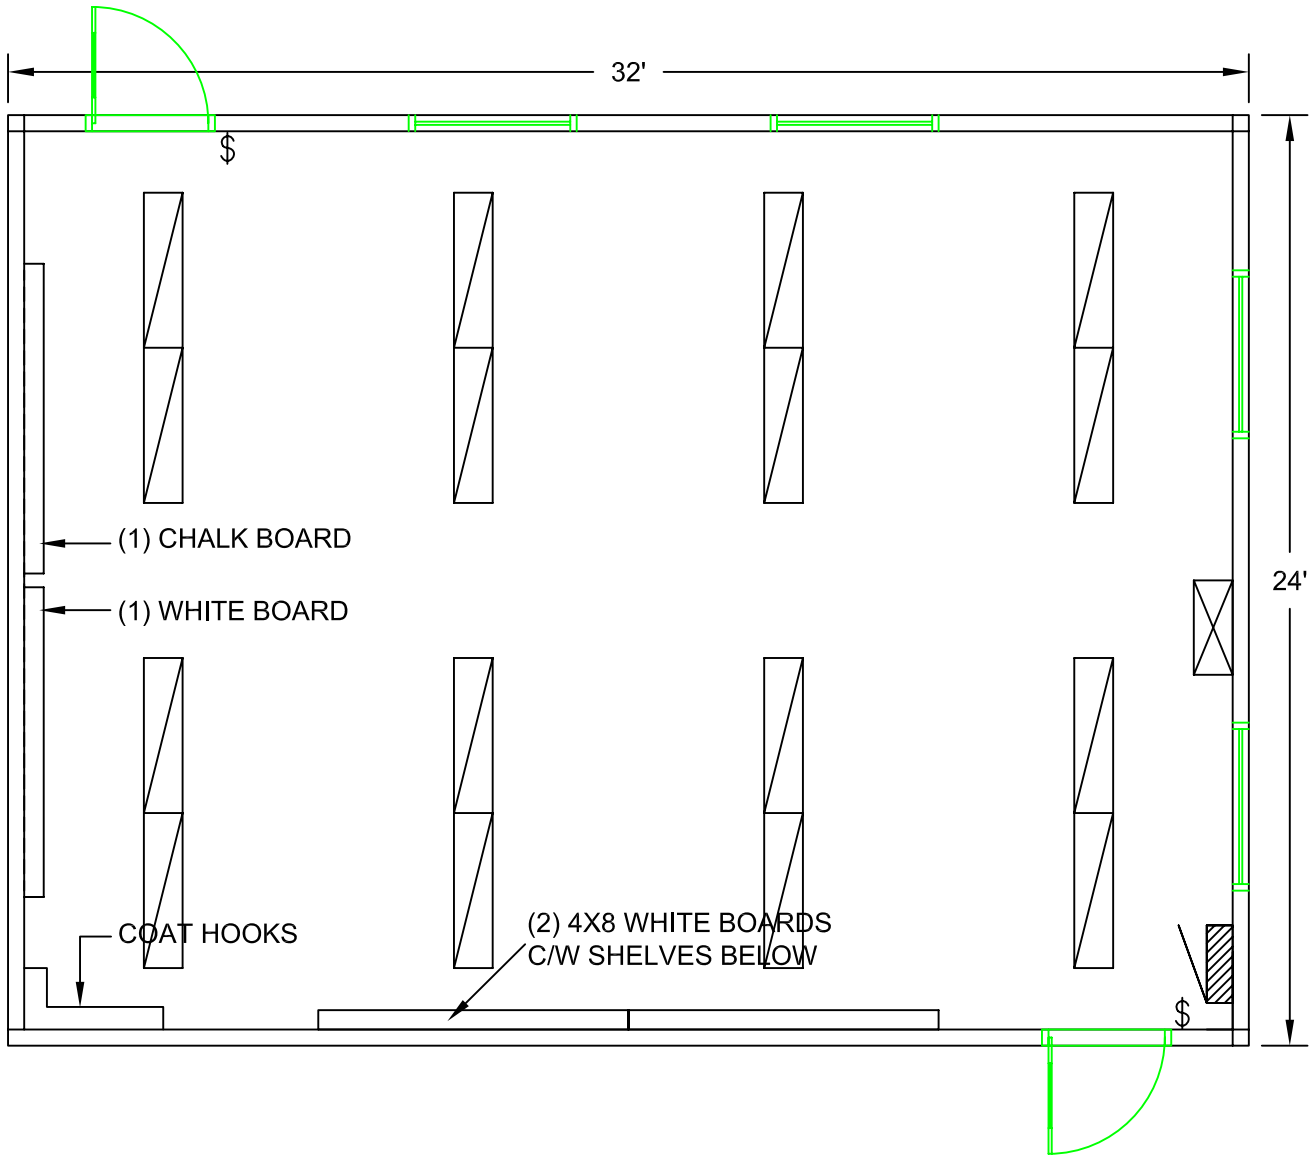 32'
$
(1) CHALK BOARD
24'
(1) WHITE BOARD
COAT HOOKS
(2) 4X8 WHITE BOARDS
C/W SHELVES BELOW
$